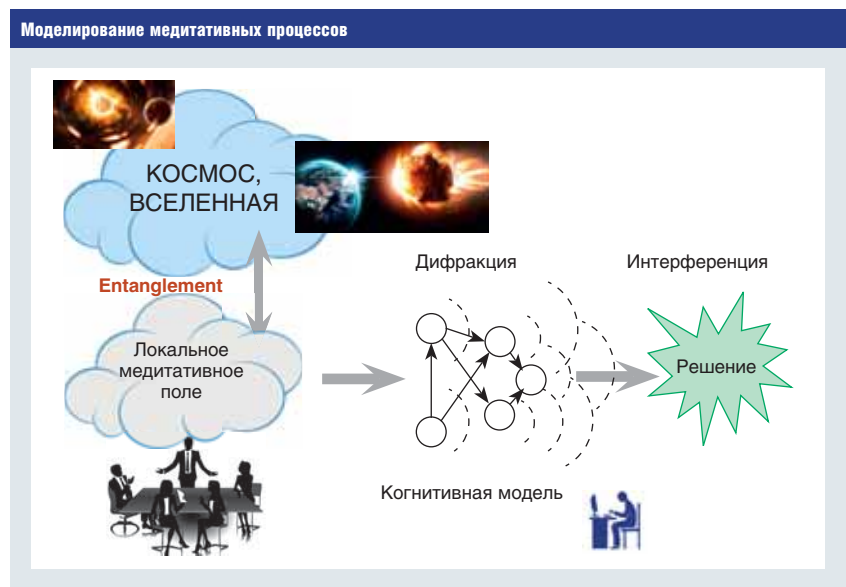 Моделирование медитативных процессов
КОСМОС,
ВСЕЛЕННАЯ
Entanglement
Локальное
медитативное
поле
Дифракция
Интерференция
Решение
Когнитивная модель